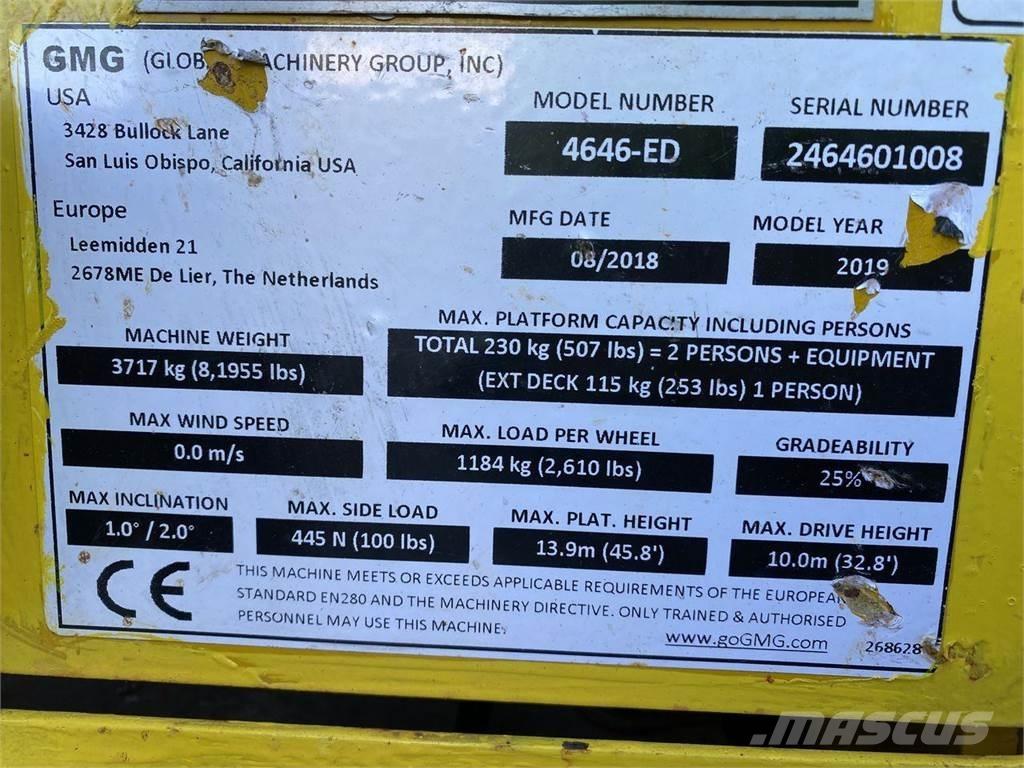 GMG (GLOB ACHINERY GROUP, INC)
USA
3428 Bullock Lane
San Luis Obispo, California USA
Europe
Leemidden 21
2678ME De Lier, The Netherlands
MODEL NUMBER
4646-ED
SERIAL NUMBER
2464601008
MFG DATE
08/2018
MODEL YEAR
2019
MACHINE WEIGHT
3717 kg (8,1955 lbs)
MAX. PLATFORM CAPACITY INCLUDING PERSONS
TOTAL 230 kg (507 lbs) = 2 PERSONS + EQUIPMENT
(EXT DECK 115 kg (253 lbs) 1 PERSON)
MAX WIND SPEED
0.0 m/s
MAX. LOAD PER WHEEL
1184 kg (2,610 lbs)
GRADEABILITY
25%
MAX INCLINATION
1.0° / 2.0°
MAX. SIDE LOAD
445 N (100 lbs)
MAX. PLAT. HEIGHT
13.9m (45.8')
MAX. DRIVE HEIGHT
10.0m (32.8')
CE
THIS MACHINE MEETS OR EXCEEDS APPLICABLE REQUIREMENTS OF THE EUROPEAN
STANDARD EN280 AND THE MACHINERY DIRECTIVE. ONLY TRAINED & AUTHORISED
PERSONNEL MAY USE THIS MACHINE.
www.goGMG.com
268628
MASCUS